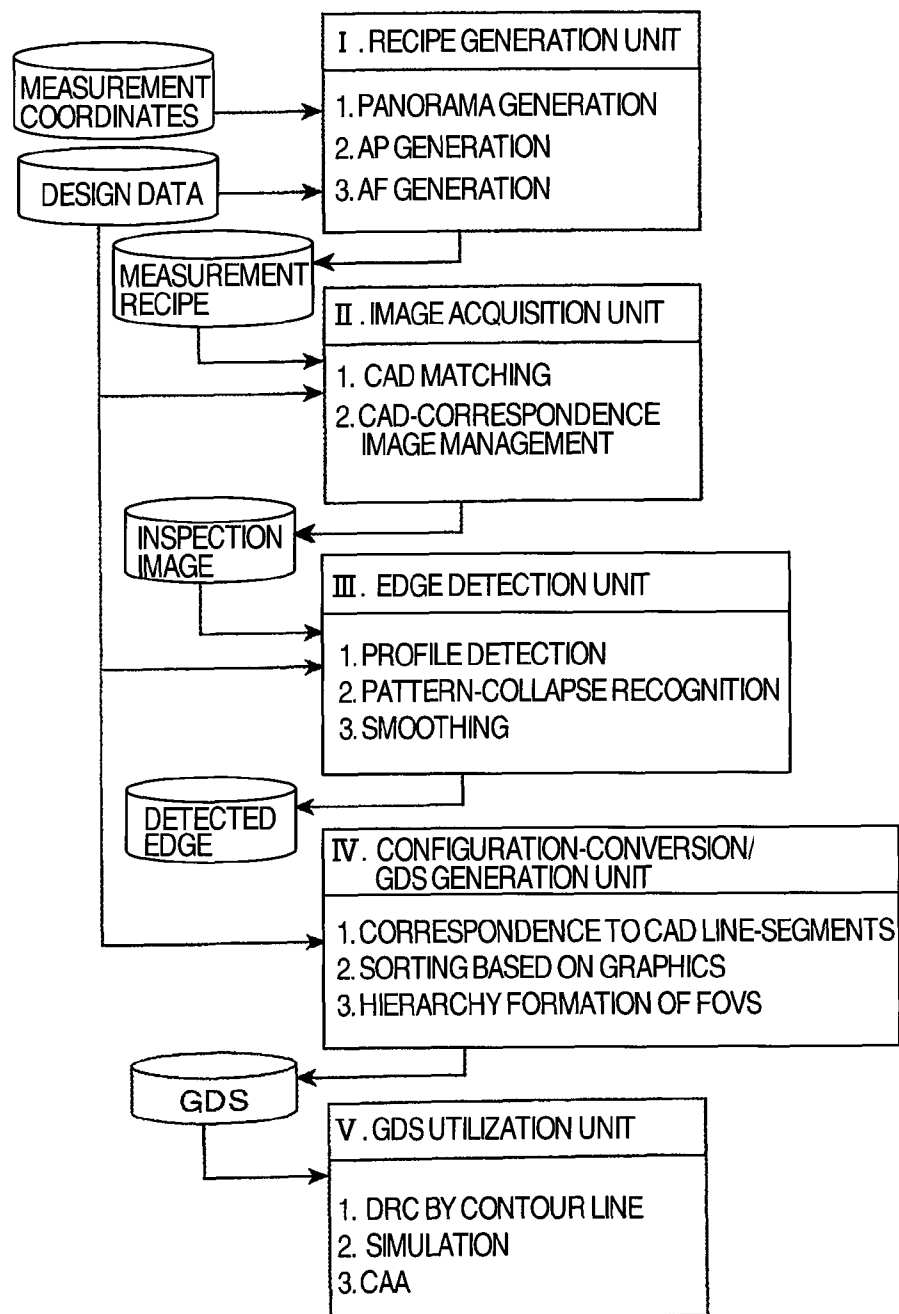 I. RECIPE GENERATION UNIT
MEASUREMENT
COORDINATES
1. PANORAMA GENERATION
2. AP GENERATION
3. AF GENERATION
DESIGN DATA
MEASUREMENT
RECIPE
II. IMAGE ACQUISITION UNIT
1. CAD MATCHING
2. CAD-CORRESPONDENCE
IMAGE MANAGEMENT
INSPECTION
IMAGE
III. EDGE DETECTION UNIT
1. PROFILE DETECTION
2. PATTERN-COLLAPSE RECOGNITION
3. SMOOTHING
DETECTED
EDGE
IV. CONFIGURATION-CONVERSION/
GDS GENERATION UNIT
1. CORRESPONDENCE TO CAD LINE-SEGMENTS
2. SORTING BASED ON GRAPHICS
3. HIERARCHY FORMATION OF FOVS
GDS
V. GDS UTILIZATION UNIT
1. DRC BY CONTOUR LINE
2. SIMULATION
3. CAA